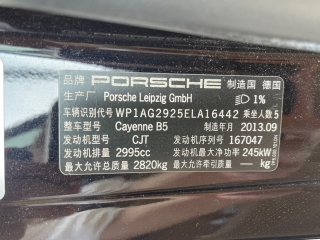 品牌 PORSCHE 制造国 德国
生产厂 Porsche Leipzig GmbH 1%
车辆识别代号 WP1AG2925ELA16442 乘坐人数 5
整车型号 Cayenne B5 制造年月 2013.09
发动机型号 CJT 发动机序列号 167047
发动机排量 2995cc 发动机最大净功率 245kW
最大允许总质量 2820kg 最大允许牵引质量 — kg